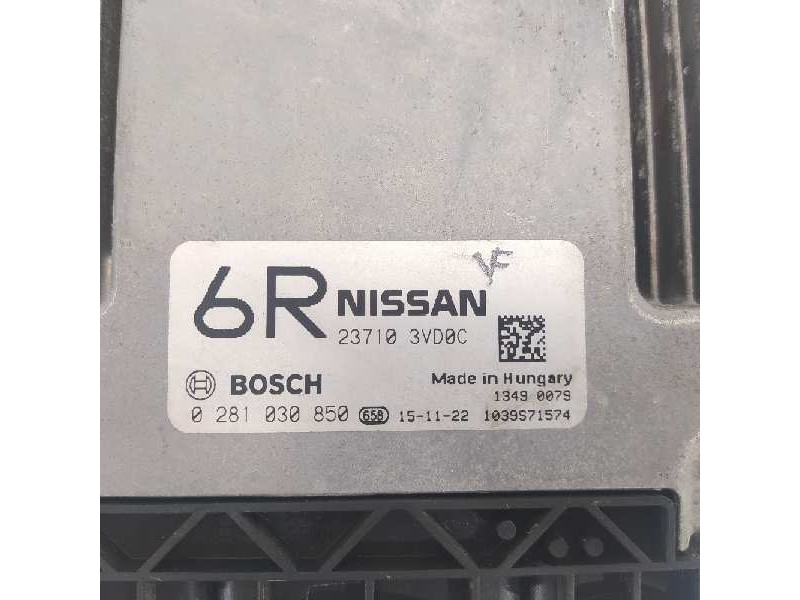 VF
6R NISSAN
23710 3VD0C
BOSCH Made in Hungary
1349 0079
0 281 030 850 658 15-11-22 1039S71574